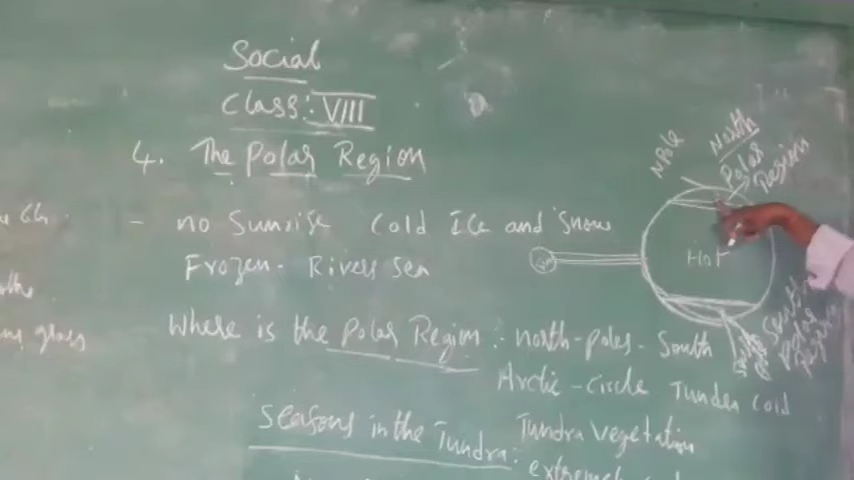 Social
Class: VIII
4. The Polar Region
- no Sunrise Cold Ice and Snow
Frozen - Rivers Sea
Where is the Polar Region :- north-poles - South
Arctic - circle Tunder cold
Seasons in the Tundra: Tundra vegetation
N Pole
North
Polar
Region
Hot
South
Polar
Region
glass